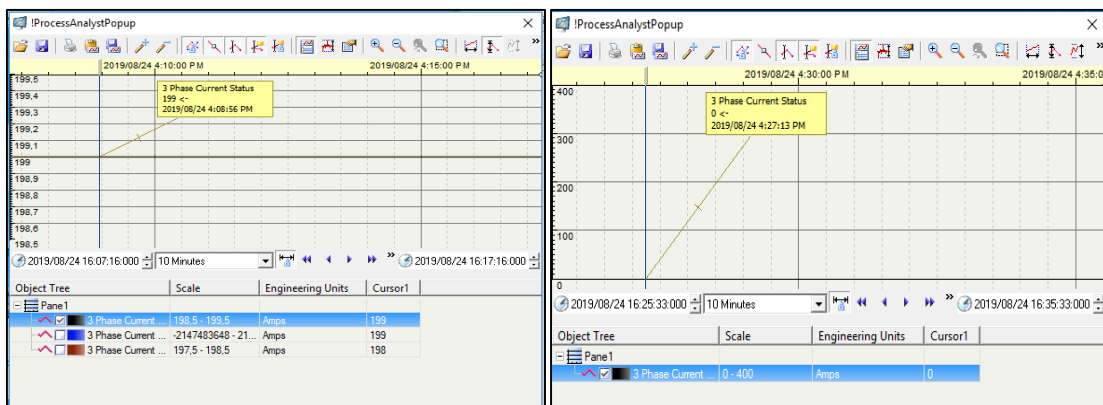 !ProcessAnalystPopup
2019/08/24 4:10:00 PM 2019/08/24 4:15:00 PM
199,5
199,4
199,3
199,2
199,1
199
198,9
198,8
198,7
198,6
198,5
3 Phase Current Status
199 <-
2019/08/24 4:08:56 PM
2019/08/24 16:07:16:000 10 Minutes 2019/08/24 16:17:16:000
Object Tree Scale Engineering Units Cursor1
Pane1
3 Phase Current ... 198,5 - 199,5 Amps 199
3 Phase Current ... -2147483648 - 21... Amps 199
3 Phase Current ... 197,5 - 198,5 Amps 198
!ProcessAnalystPopup
2019/08/24 4:30:00 PM 2019/08/24 4:35:0
400
300
200
100
0
3 Phase Current Status
0 <-
2019/08/24 4:27:13 PM
2019/08/24 16:25:33:000 10 Minutes 2019/08/24 16:35:33:000
Object Tree Scale Engineering Units Cursor1
Pane1
3 Phase Current ... 0 - 400 Amps 0